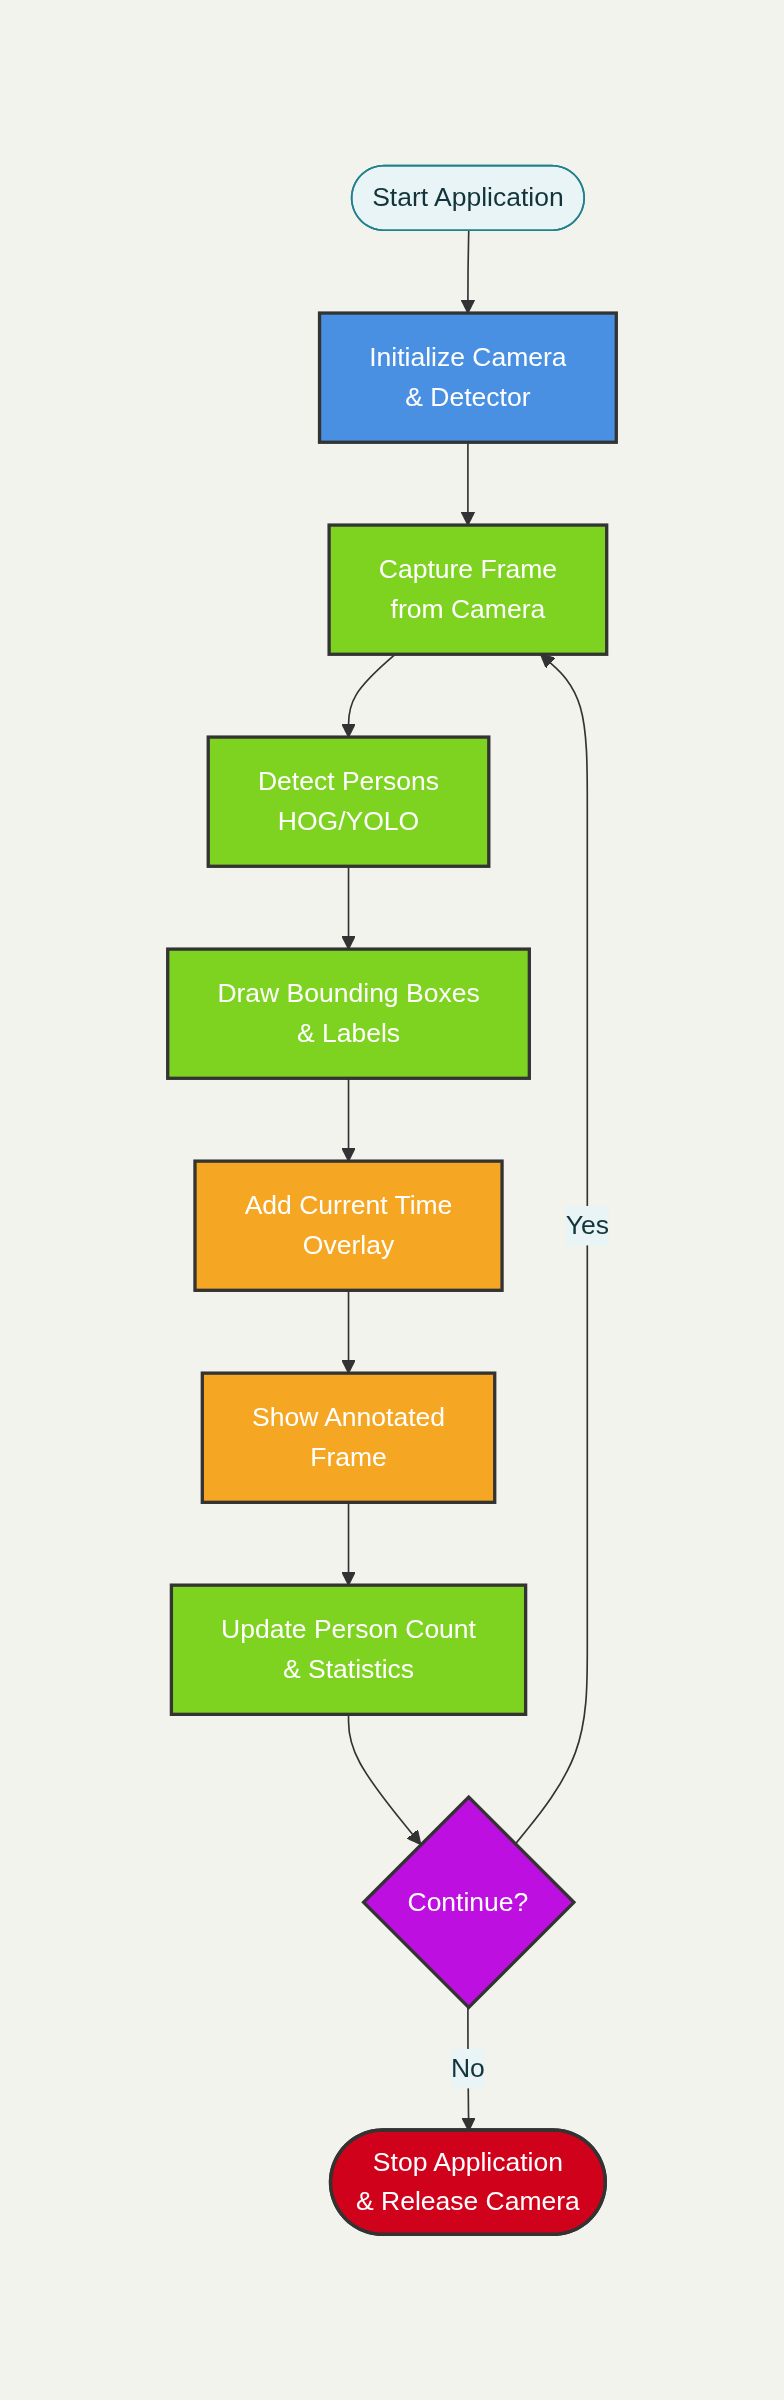 Start Application
Initialize Camera
& Detector
Capture Frame
from Camera
Detect Persons
HOG/YOLO
Draw Bounding Boxes
& Labels
Add Current Time
Overlay
Yes
Show Annotated
Frame
Update Person Count
& Statistics
Continue?
No
Stop Application
& Release Camera